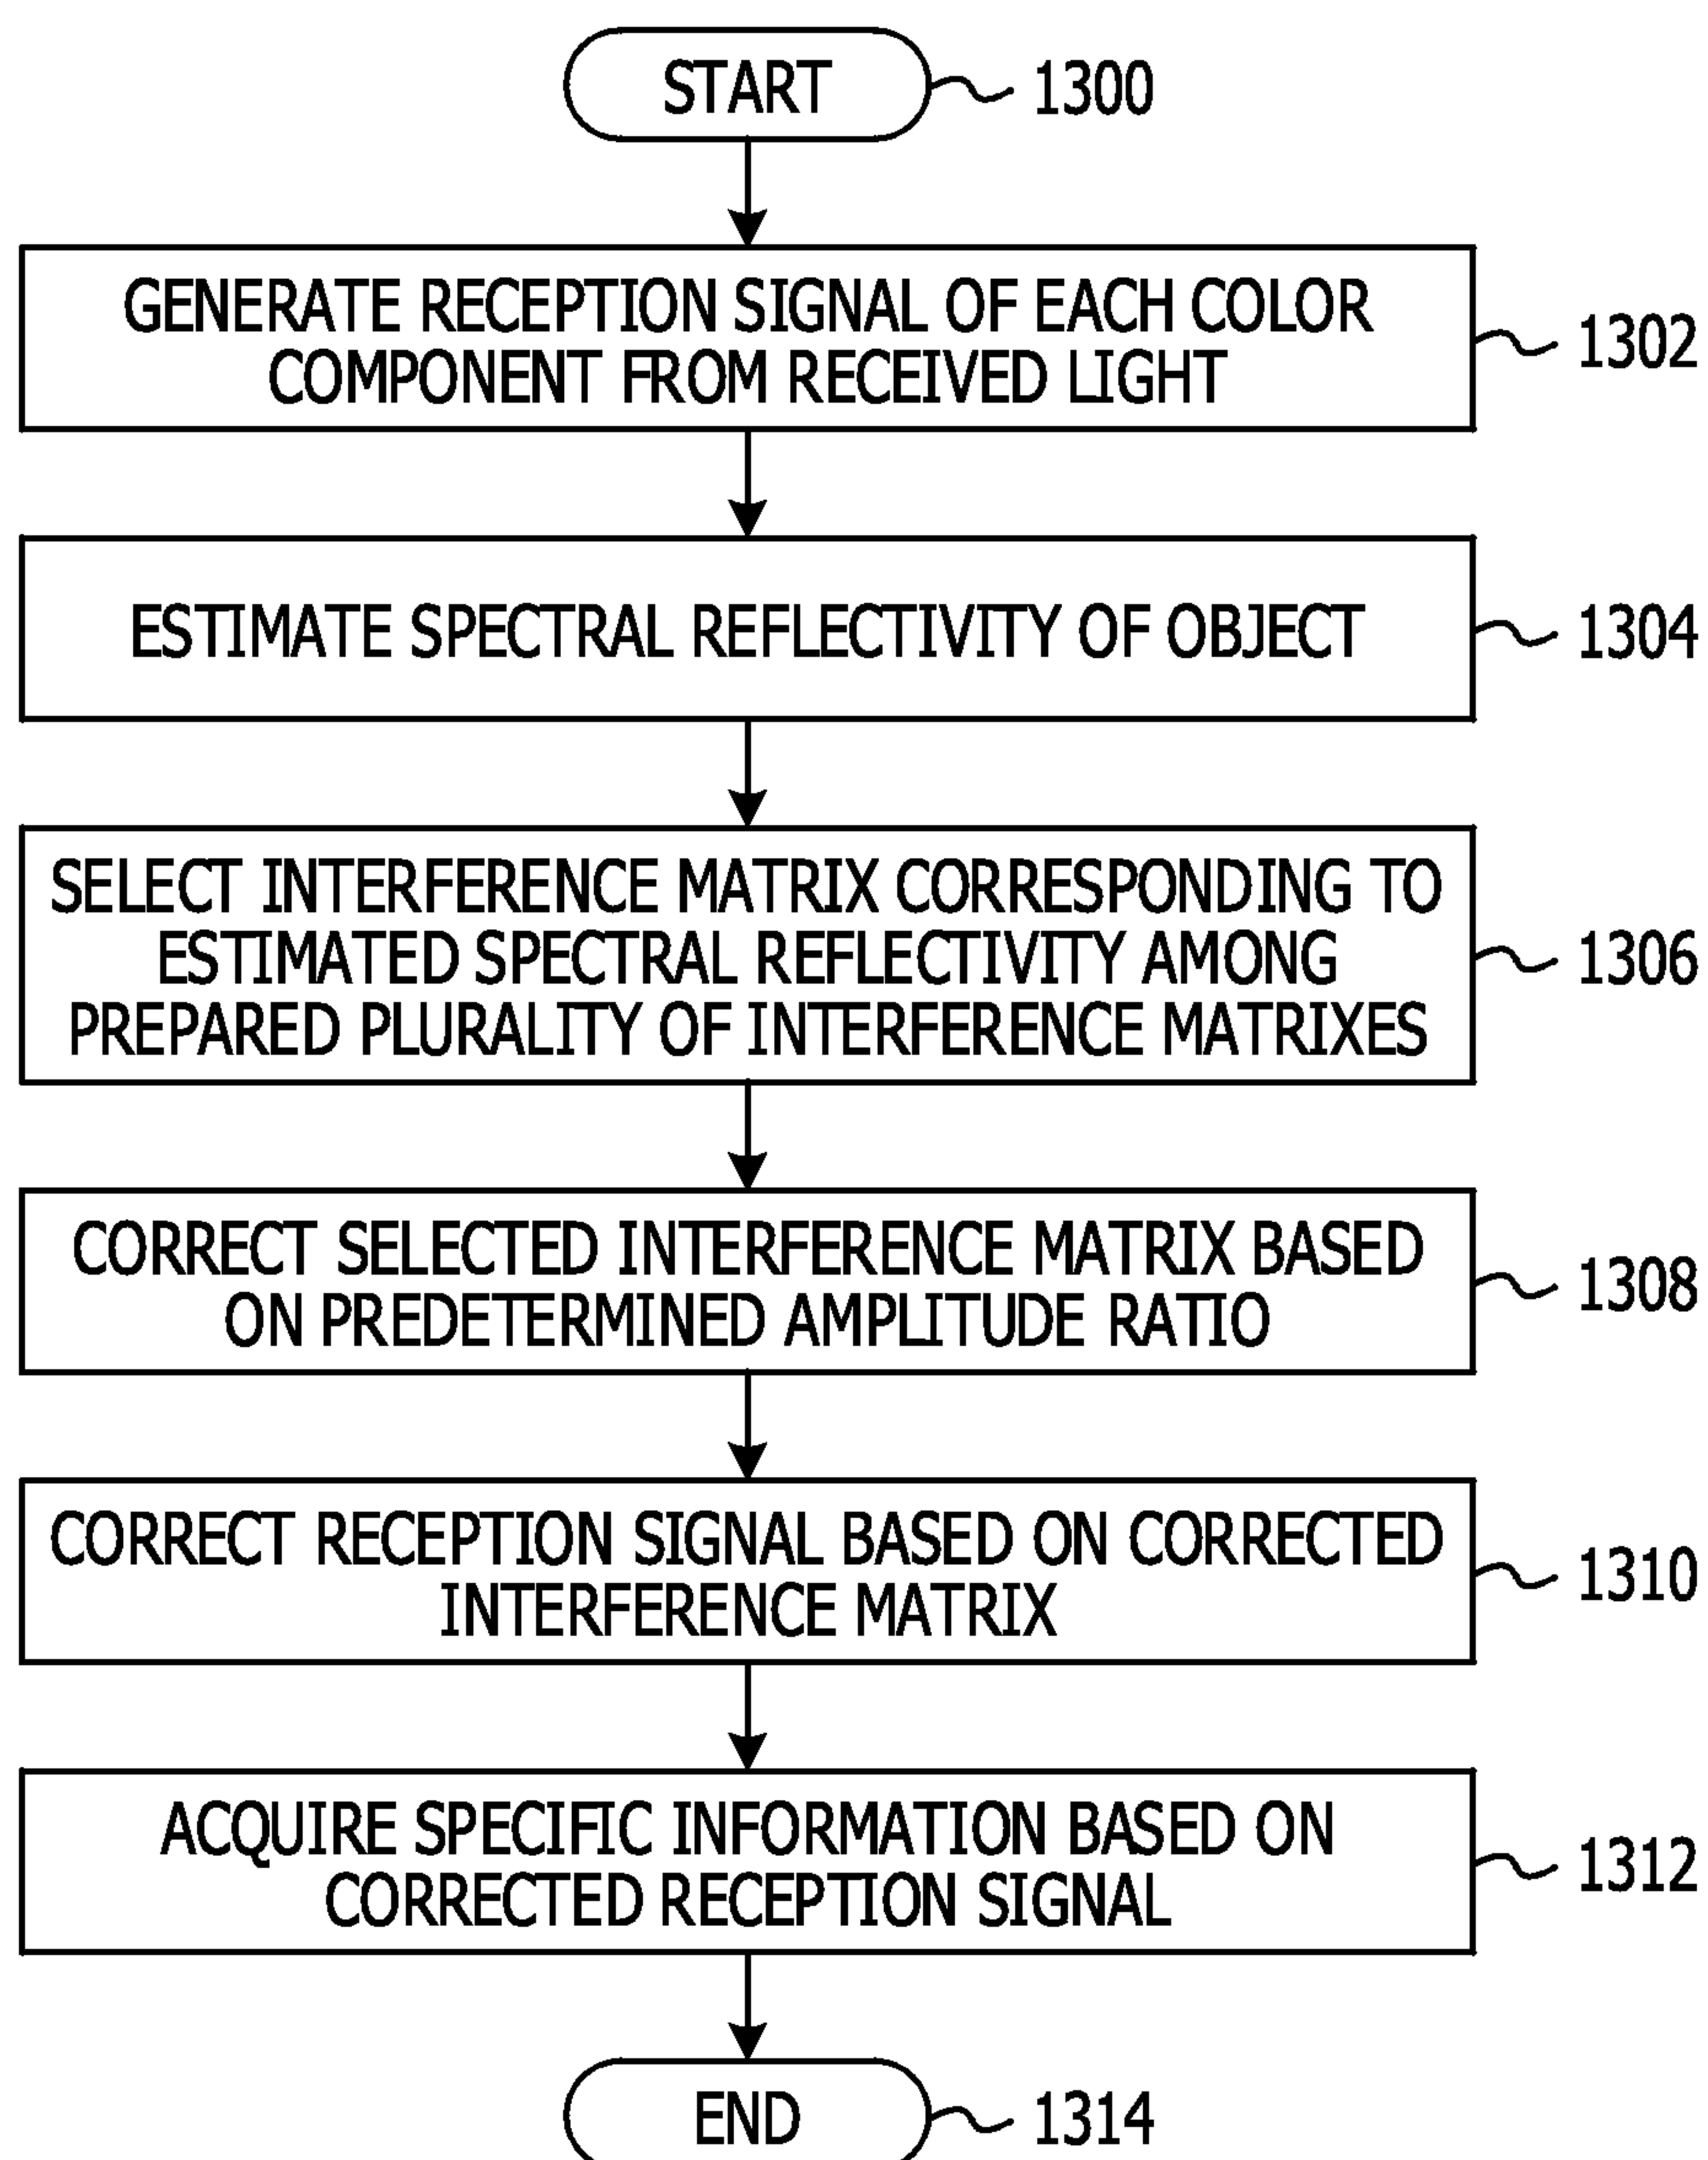 START
1300
GENERATE RECEPTION SIGNAL OF EACH COLOR
COMPONENT FROM RECEIVED LIGHT
1302
ESTIMATE SPECTRAL REFLECTIVITY OF OBJECT
1304
SELECT INTERFERENCE MATRIX CORRESPONDING TO
ESTIMATED SPECTRAL REFLECTIVITY AMONG
PREPARED PLURALITY OF INTERFERENCE MATRIXES
1306
CORRECT SELECTED INTERFERENCE MATRIX BASED
ON PREDETERMINED AMPLITUDE RATIO
1308
CORRECT RECEPTION SIGNAL BASED ON CORRECTED
INTERFERENCE MATRIX
1310
ACQUIRE SPECIFIC INFORMATION BASED ON
CORRECTED RECEPTION SIGNAL
1312
END
1314